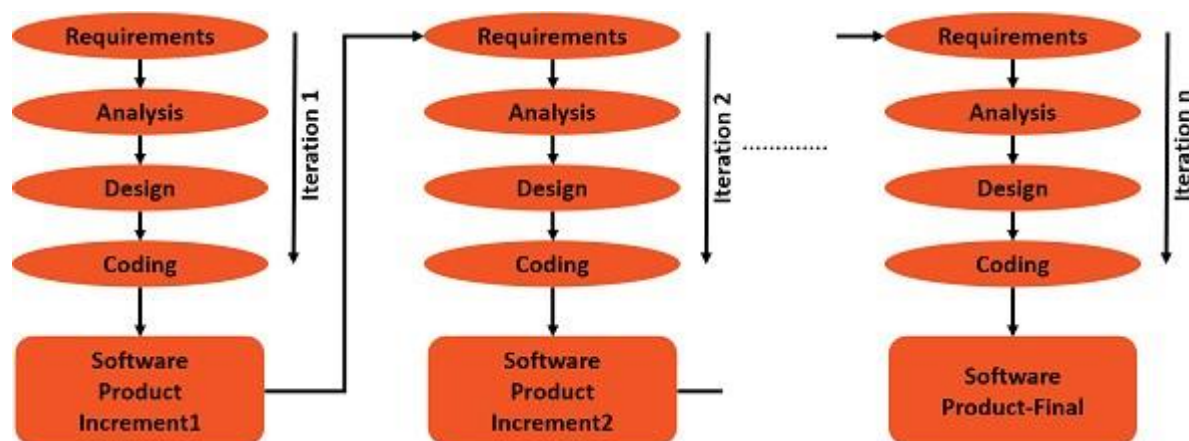 Requirements
Analysis
Design
Coding
Software
Product
Increment1
Iteration 1
Requirements
Analysis
Design
Coding
Software
Product
Increment2
Iteration 2
Requirements
Analysis
Design
Coding
Software
Product-Final
Iteration n